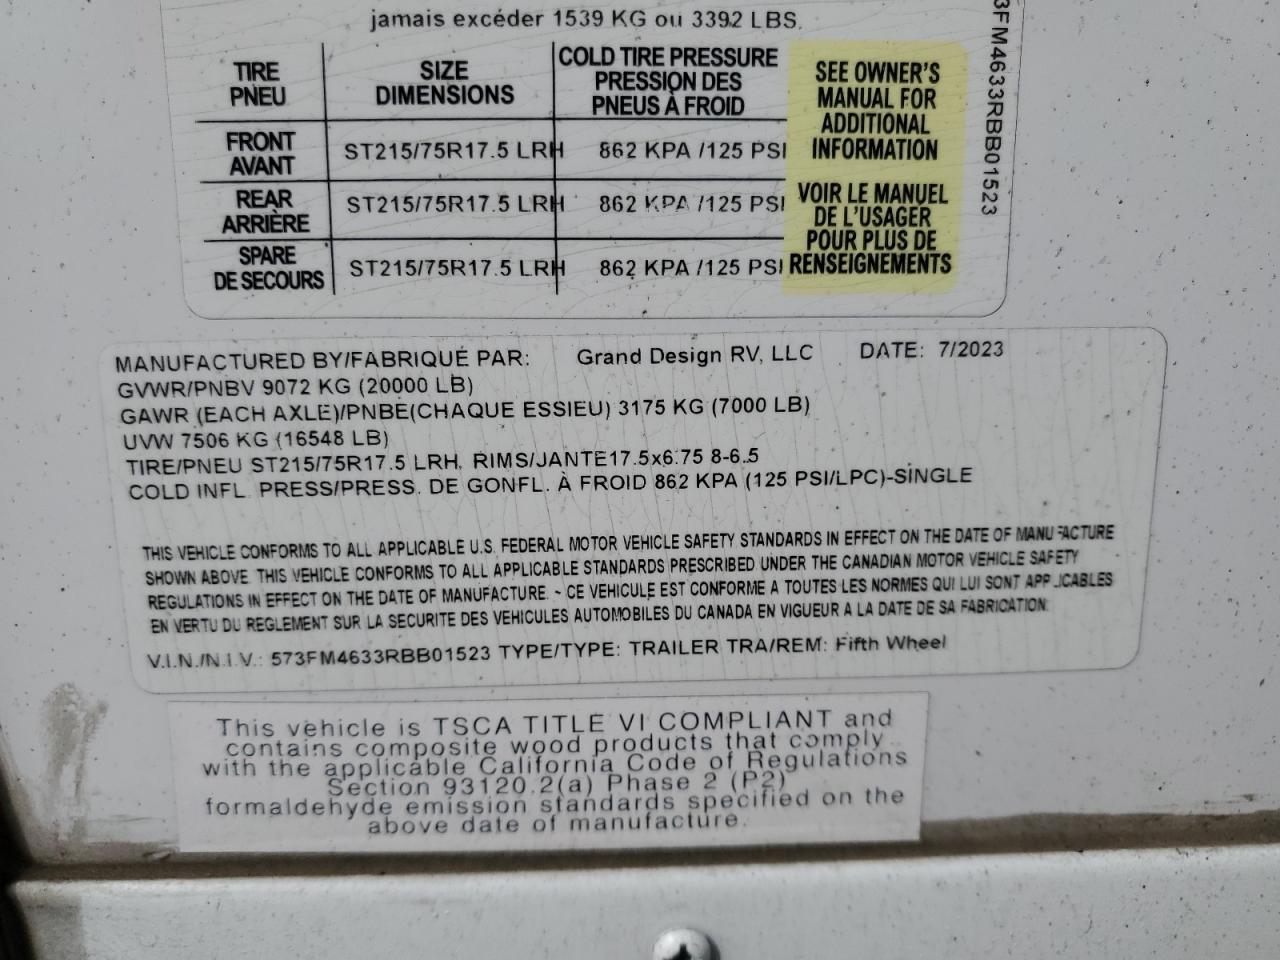 jamais excéder 1539 KG ou 3392 LBS.
TIRE PNEU SIZE DIMENSIONS COLD TIRE PRESSURE PRESSION DES PNEUS À FROID
FRONT AVANT ST215/75R17.5 LRH 862 KPA /125 PSI
REAR ARRIÈRE ST215/75R17.5 LRH 862 KPA /125 PSI
SPARE DE SECOURS ST215/75R17.5 LRH 862 KPA /125 PSI
SEE OWNER'S
MANUAL FOR
ADDITIONAL
INFORMATION
VOIR LE MANUEL
DE L'USAGER
POUR PLUS DE
RENSEIGNEMENTS
3FM4633RBB01523
MANUFACTURED BY/FABRIQUÉ PAR: Grand Design RV, LLC DATE: 7/2023
GVWR/PNBV 9072 KG (20000 LB)
GAWR (EACH AXLE)/PNBE(CHAQUE ESSIEU) 3175 KG (7000 LB)
UVW 7506 KG (16548 LB)
TIRE/PNEU ST215/75R17.5 LRH, RIMS/JANTE17.5x6.75 8-6.5
COLD INFL. PRESS/PRESS. DE GONFL. À FROID 862 KPA (125 PSI/LPC)-SINGLE
THIS VEHICLE CONFORMS TO ALL APPLICABLE U.S. FEDERAL MOTOR VEHICLE SAFETY STANDARDS IN EFFECT ON THE DATE OF MANUFACTURE
SHOWN ABOVE. THIS VEHICLE CONFORMS TO ALL APPLICABLE STANDARDS PRESCRIBED UNDER THE CANADIAN MOTOR VEHICLE SAFETY
REGULATIONS IN EFFECT ON THE DATE OF MANUFACTURE. ~ CE VEHICULE EST CONFORME A TOUTES LES NORMES QUI LUI SONT APPLICABLES
EN VERTU DU REGLEMENT SUR LA SECURITE DES VEHICULES AUTOMOBILES DU CANADA EN VIGUEUR A LA DATE DE SA FABRICATION.
V.I.N./N.I.V.: 573FM4633RBB01523 TYPE/TYPE: TRAILER TRA/REM: Fifth Wheel
This vehicle is TSCA TITLE VI COMPLIANT and
contains composite wood products that comply
with the applicable California Code of Regulations
Section 93120.2(a) Phase 2 (P2)
formaldehyde emission standards specified on the
above date of manufacture.